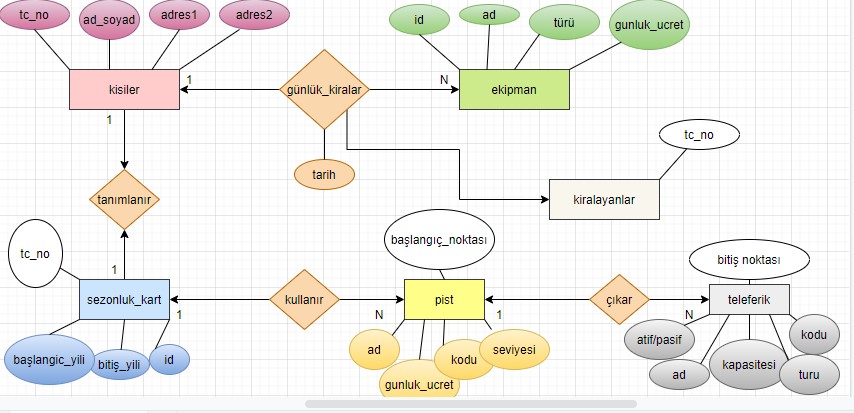 tc_no
ad_soyad
adres1
adres2
id
ad
türü
gunluk_ucret
kisiler
1
günlük_kiralar
N
ekipman
1
tarih
tc_no
kiralayanlar
tanımlanır
tc_no
başlangıç_noktası
bitiş noktası
1
sezonluk_kart
1
kullanır
N
pist
1
çıkar
N
teleferik
başlangic_yili
bitiş_yili
id
ad
gunluk_ucret
kodu
seviyesi
atif/pasif
ad
kapasitesi
turu
kodu